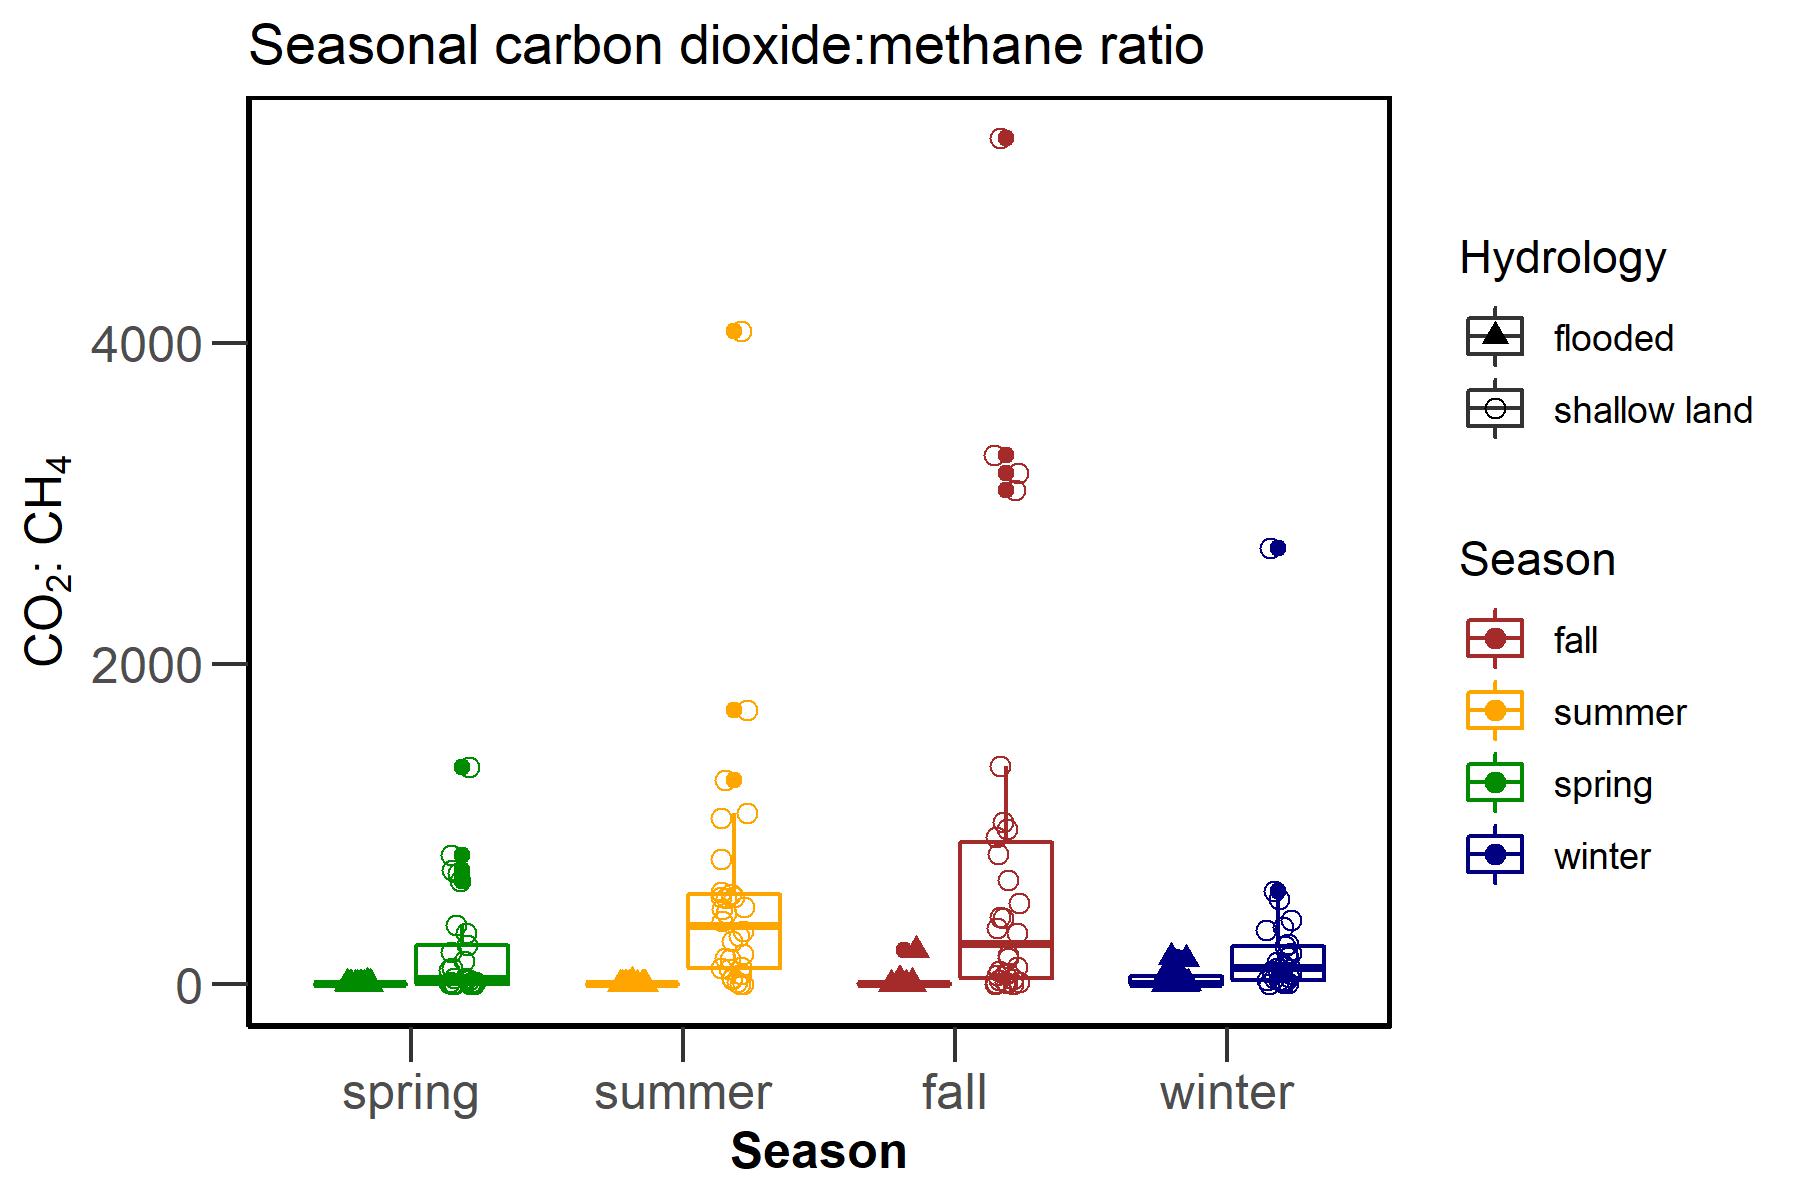 Seasonal carbon dioxide:methane ratio
CO₂: CH₄
4000
2000
0
spring summer fall winter
Season
Hydrology
flooded
shallow land
Season
fall
summer
spring
winter